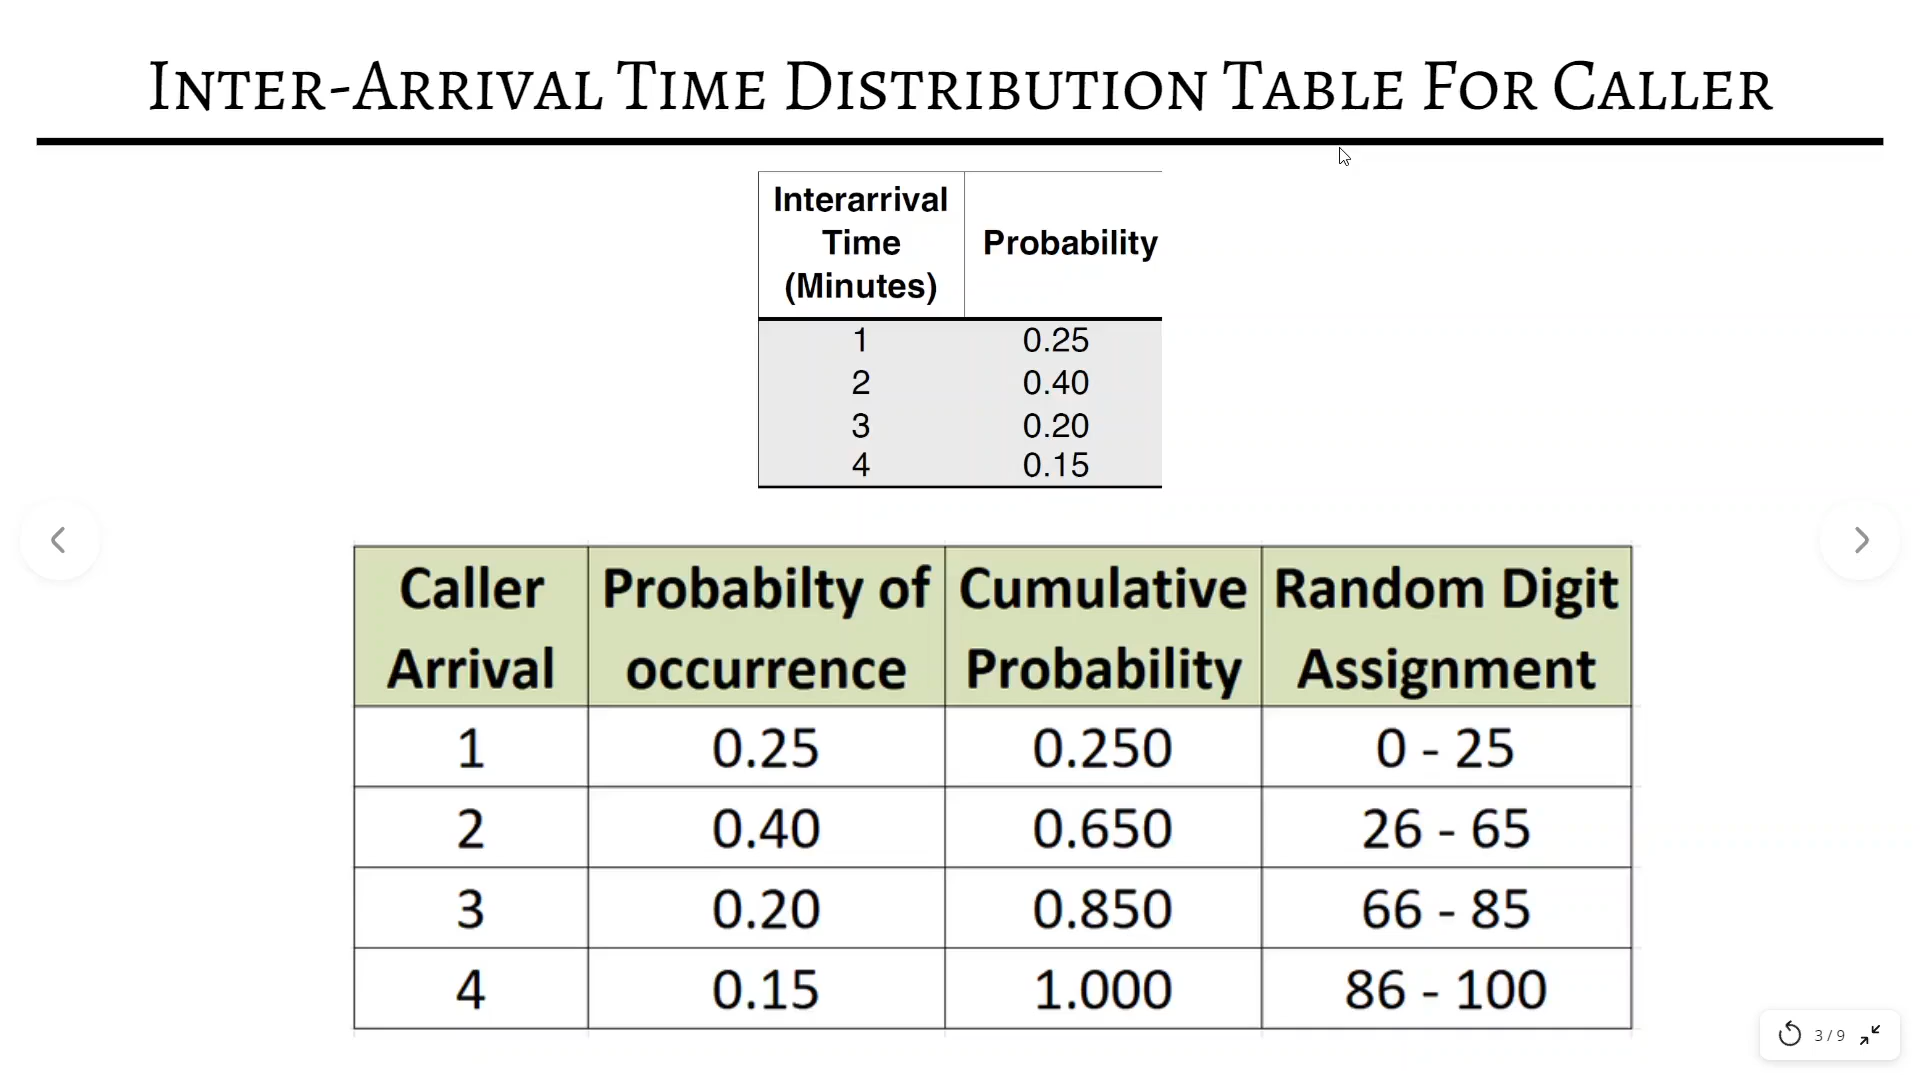 Inter-Arrival Time Distribution Table For Caller
Interarrival
Time
(Minutes)
Probability
1 0.25
2 0.40
3 0.20
4 0.15
Caller Probabilty of Cumulative Random Digit
Arrival occurrence Probability Assignment
1 0.25 0.250 0 - 25
2 0.40 0.650 26 - 65
3 0.20 0.850 66 - 85
4 0.15 1.000 86 - 100
3 / 9